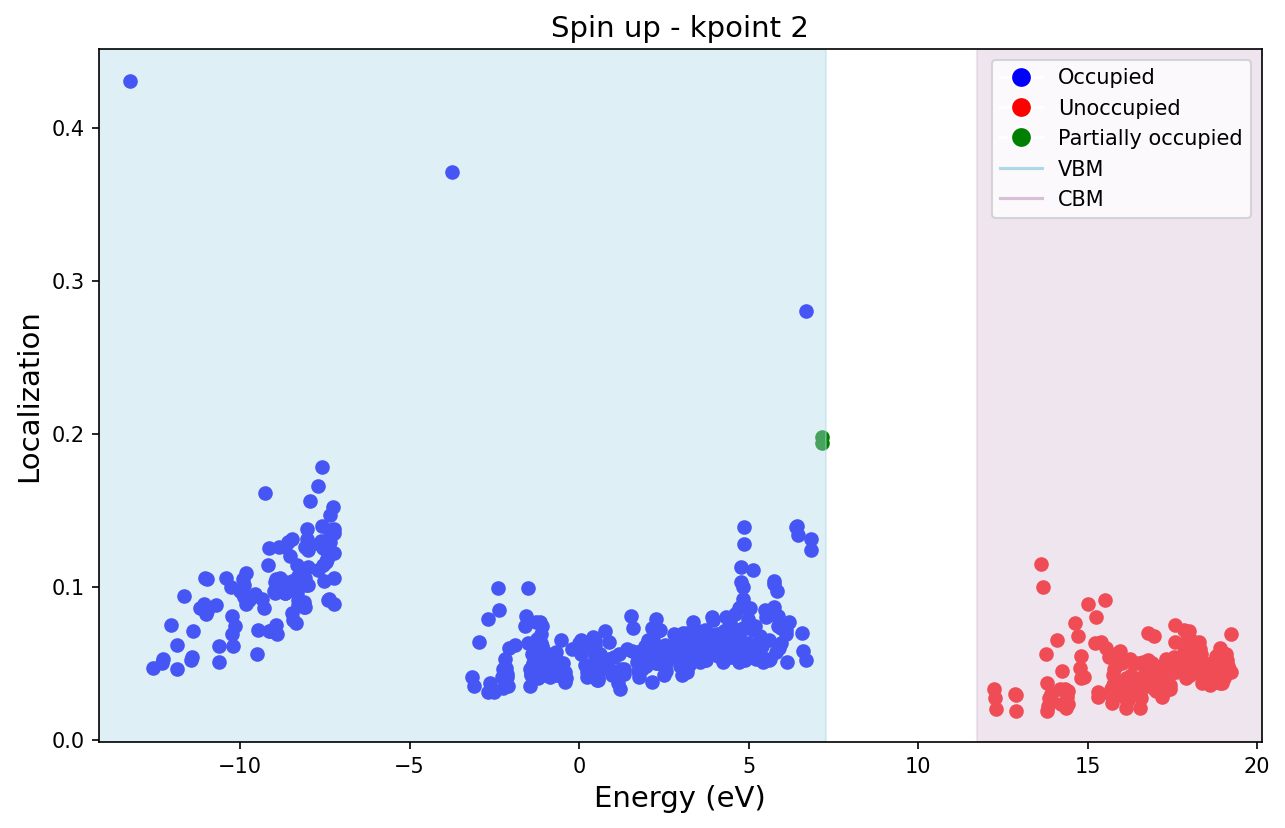 Spin up - kpoint 2
Occupied
Unoccupied
Partially occupied
VBM
CBM
Localization
0.4
0.3
0.2
0.1
0.0
−10
−5
0
5
10
15
20
Energy (eV)